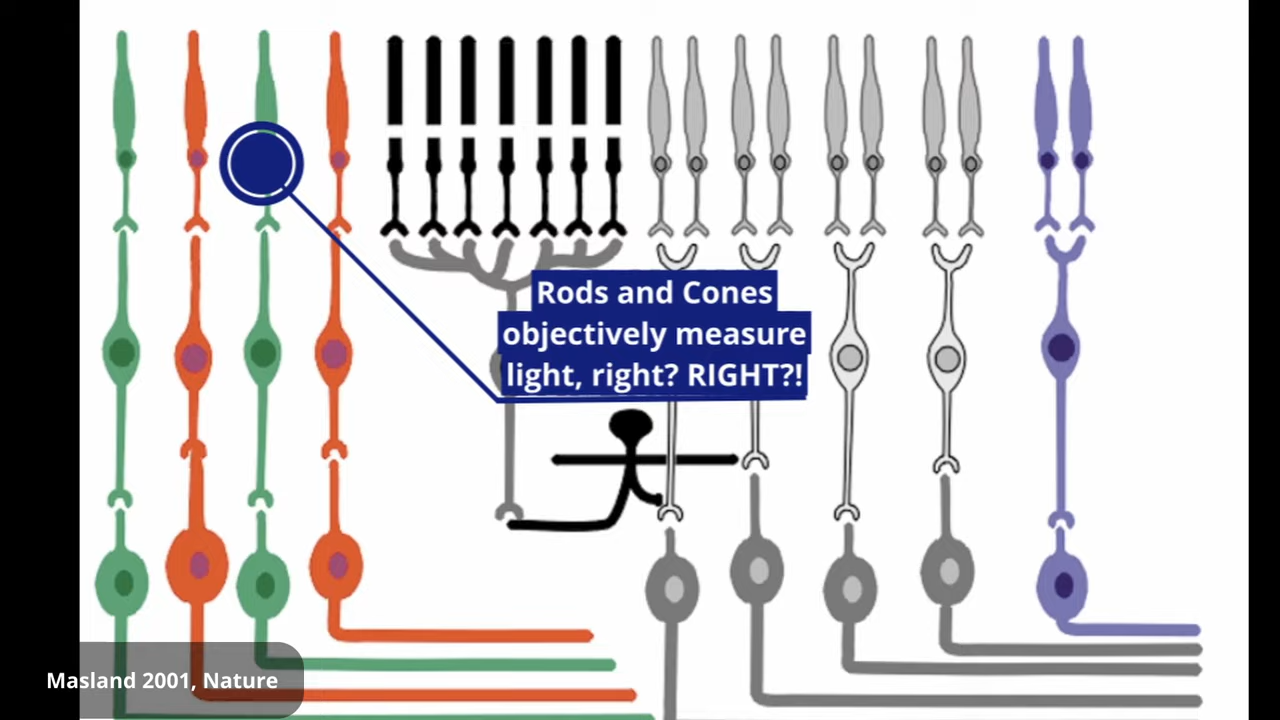 Rods and Cones
objectively measure
light, right? RIGHT?!
Masland 2001, Nature